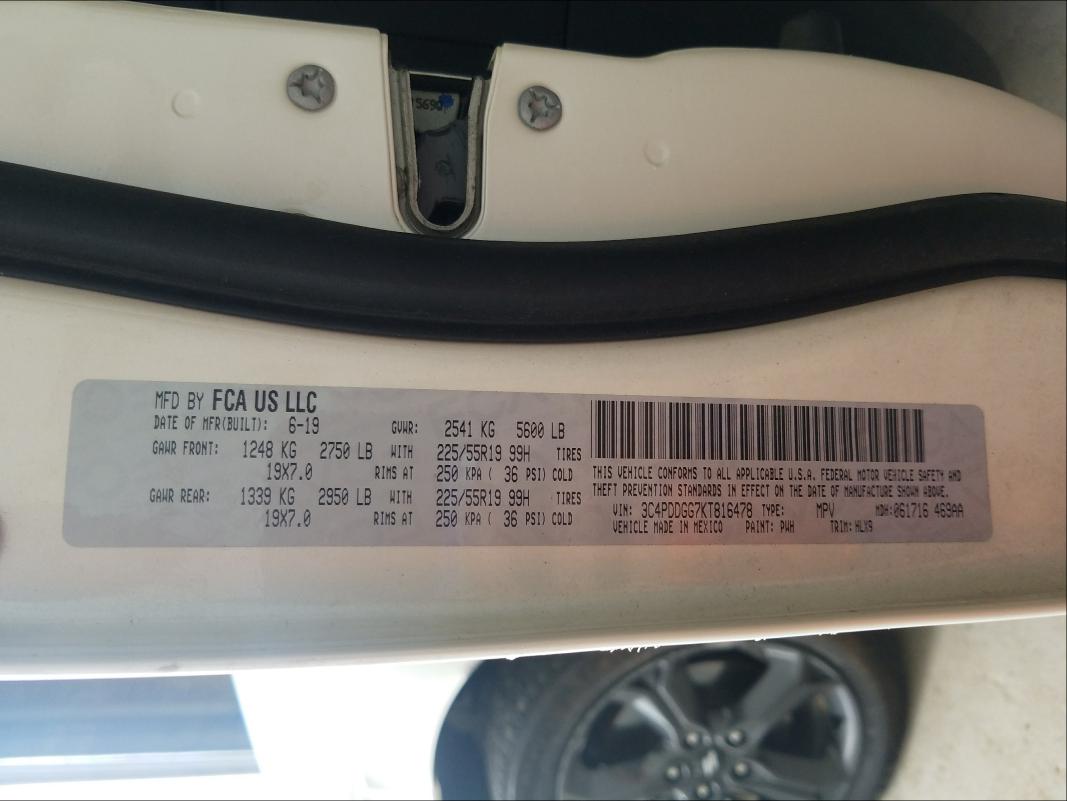 5690
MFD BY FCA US LLC
DATE OF MFR(BUILT): 6-19 GVWR: 2541 KG 5600 LB
GAWR FRONT: 1248 KG 2750 LB WITH 225/55R19 99H TIRES
19X7.0 RIMS AT 250 KPA ( 36 PSI) COLD
GAWR REAR: 1339 KG 2950 LB WITH 225/55R19 99H TIRES
19X7.0 RIMS AT 250 KPA ( 36 PSI) COLD
THIS VEHICLE CONFORMS TO ALL APPLICABLE U.S.A. FEDERAL MOTOR VEHICLE SAFETY AND
THEFT PREVENTION STANDARDS IN EFFECT ON THE DATE OF MANUFACTURE SHOWN ABOVE.
VIN: 3C4PDDGG7KT816478 TYPE: MPV MDH:061716 469AA
VEHICLE MADE IN MEXICO PAINT: PWH TRIM: HLX9